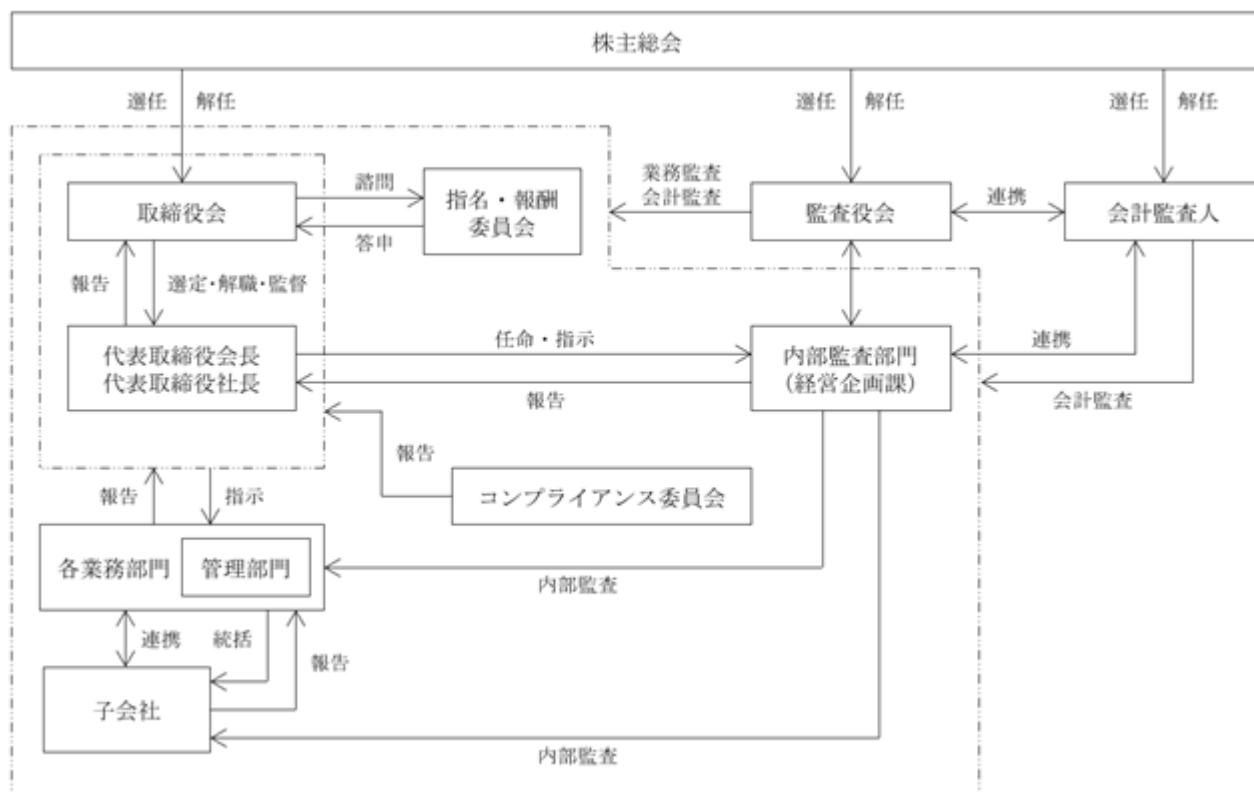 株主総会
選任 解任
選任 解任
選任 解任
取締役会
諮問
答申
指名・報酬
委員会
業務監査
会計監査
監査役会
連携
会計監査人
報告
選定・解職・監督
代表取締役会長
代表取締役社長
任命・指示
報告
内部監査部門
(経営企画課)
連携
会計監査
報告
コンプライアンス委員会
報告
指示
各業務部門
管理部門
内部監査
連携
統括
報告
子会社
内部監査